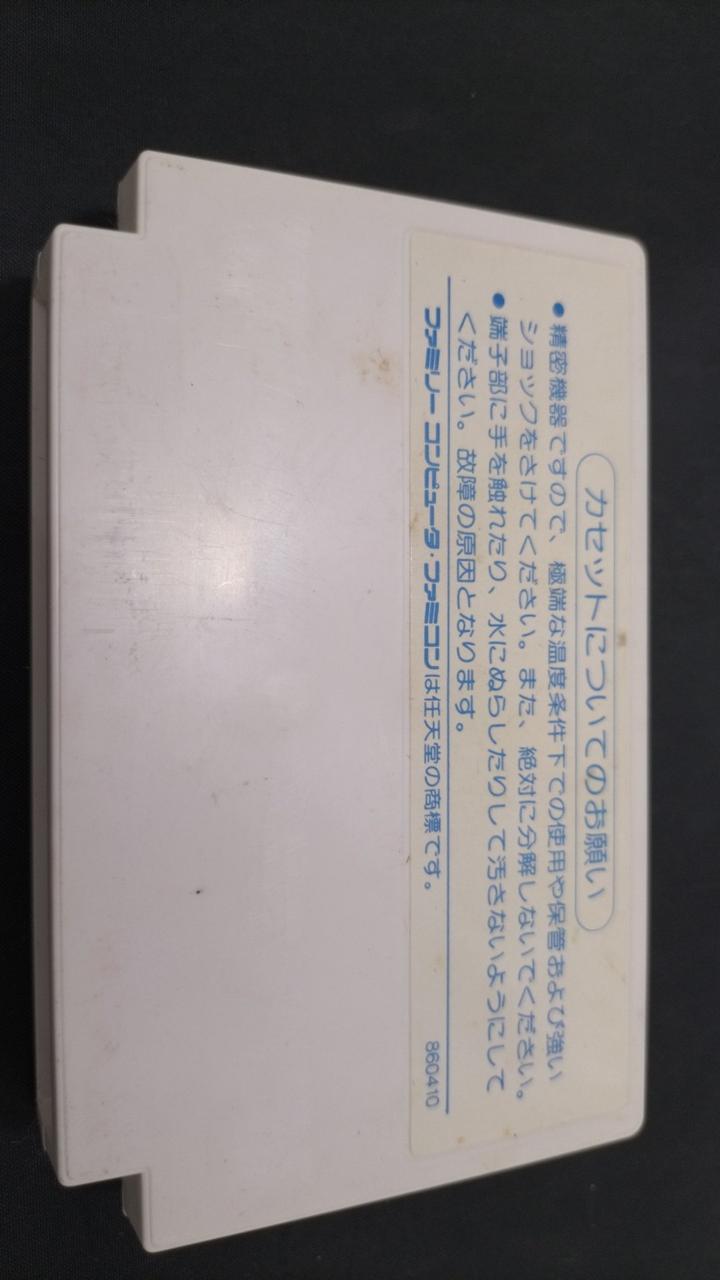 カセットについてのお願い
●精密機器ですので、極端な温度条件下での使用や保管および強い
ショックをさけてください。また、絶対に分解しないでください。
●端子部に手を触れたり、水にぬらしたりして汚さないようにして
ください。故障の原因となります。
ファミリー コンピュータ・ファミコンは任天堂の商標です。
860410